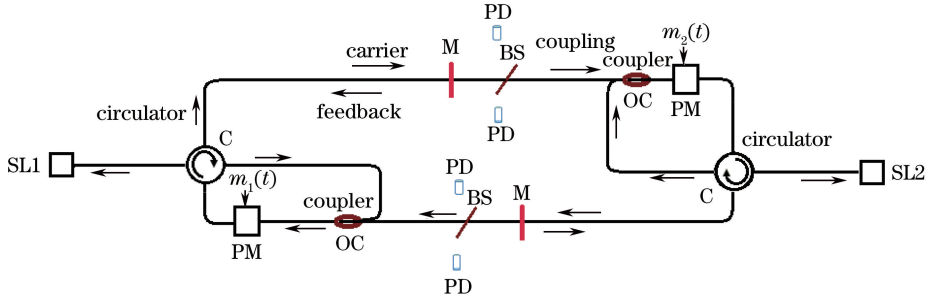 PD
carrier
M
BS
coupling
m₂(t)
coupler
feedback
OC
PM
circulator
PD
C
circulator
SL1
SL2
m₁(t)
PD
C
coupler
BS
M
OC
PM
PD